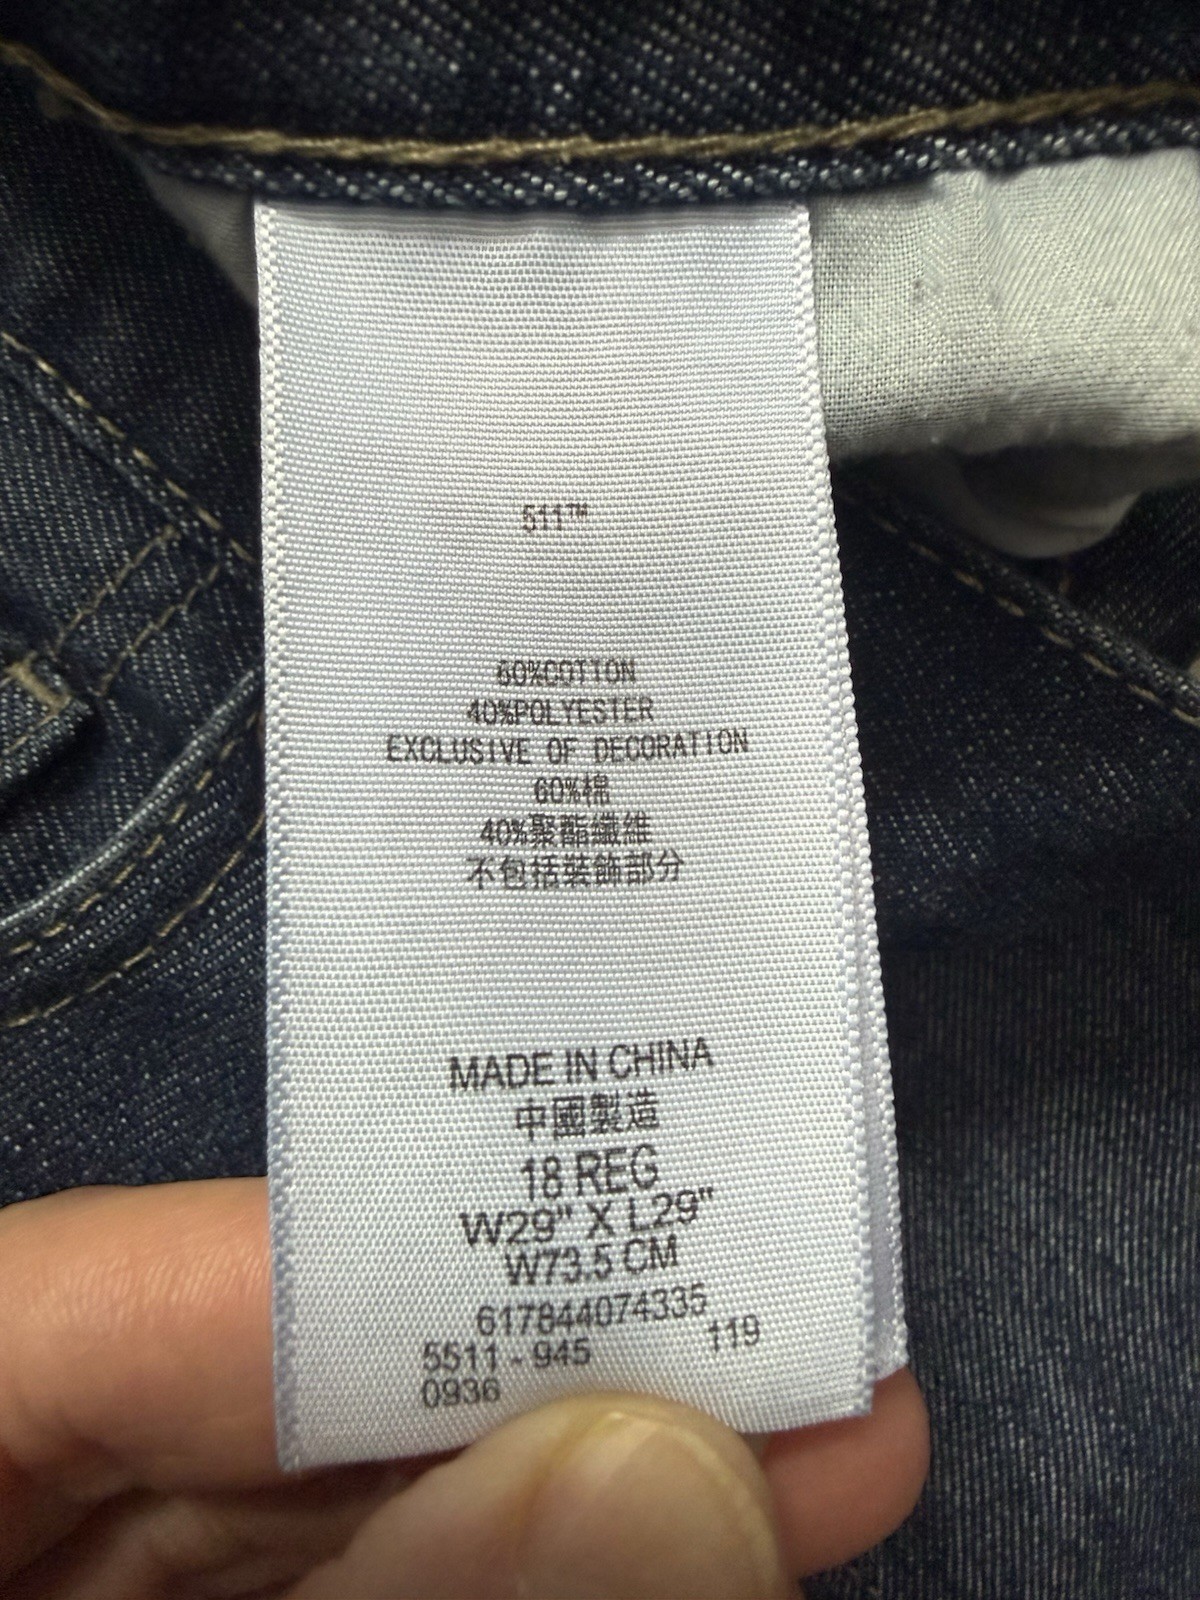 511™
60%COTTON
40%POLYESTER
EXCLUSIVE OF DECORATION
60%棉
40%聚酯纖維
不包括裝飾部分
MADE IN CHINA
中國製造
18 REG
W29" X L29"
W73.5 CM
617844074335
5511 - 945 119
0936